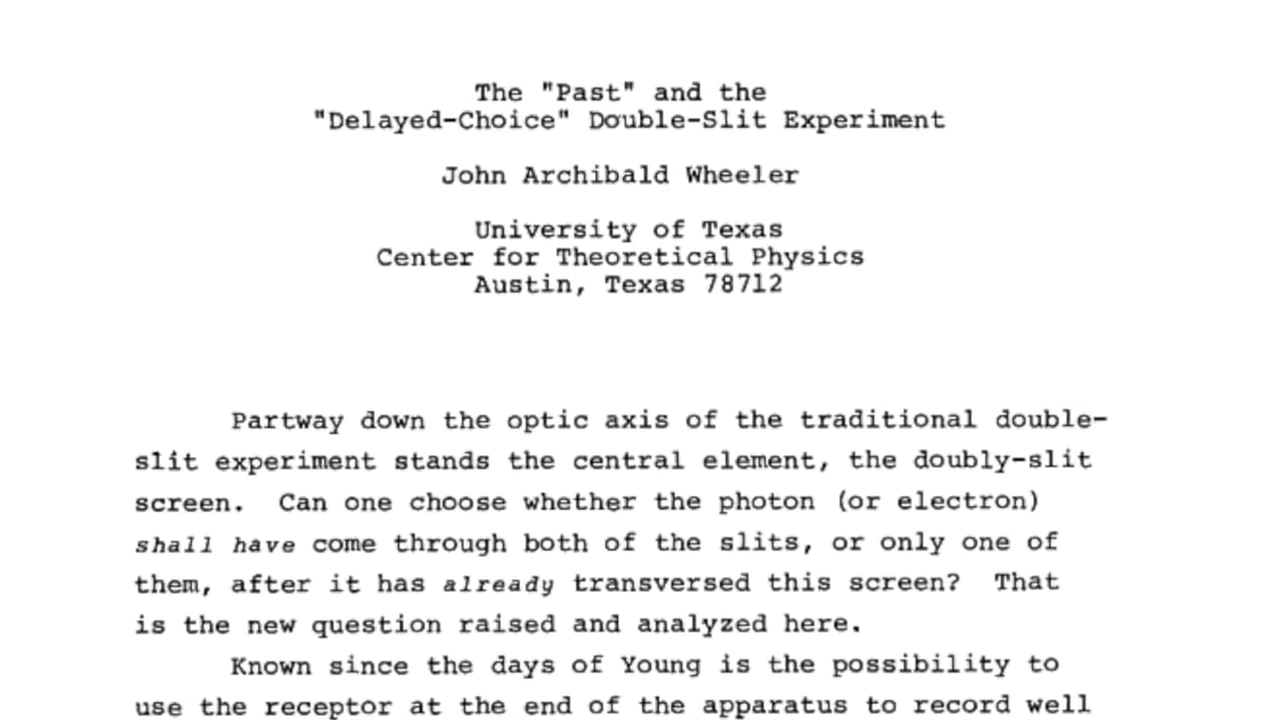 The "Past" and the
"Delayed-Choice" Double-Slit Experiment
John Archibald Wheeler
University of Texas
Center for Theoretical Physics
Austin, Texas 78712
Partway down the optic axis of the traditional double-
slit experiment stands the central element, the doubly-slit
screen. Can one choose whether the photon (or electron)
shall have come through both of the slits, or only one of
them, after it has already transversed this screen? That
is the new question raised and analyzed here.
Known since the days of Young is the possibility to
use the receptor at the end of the apparatus to record well